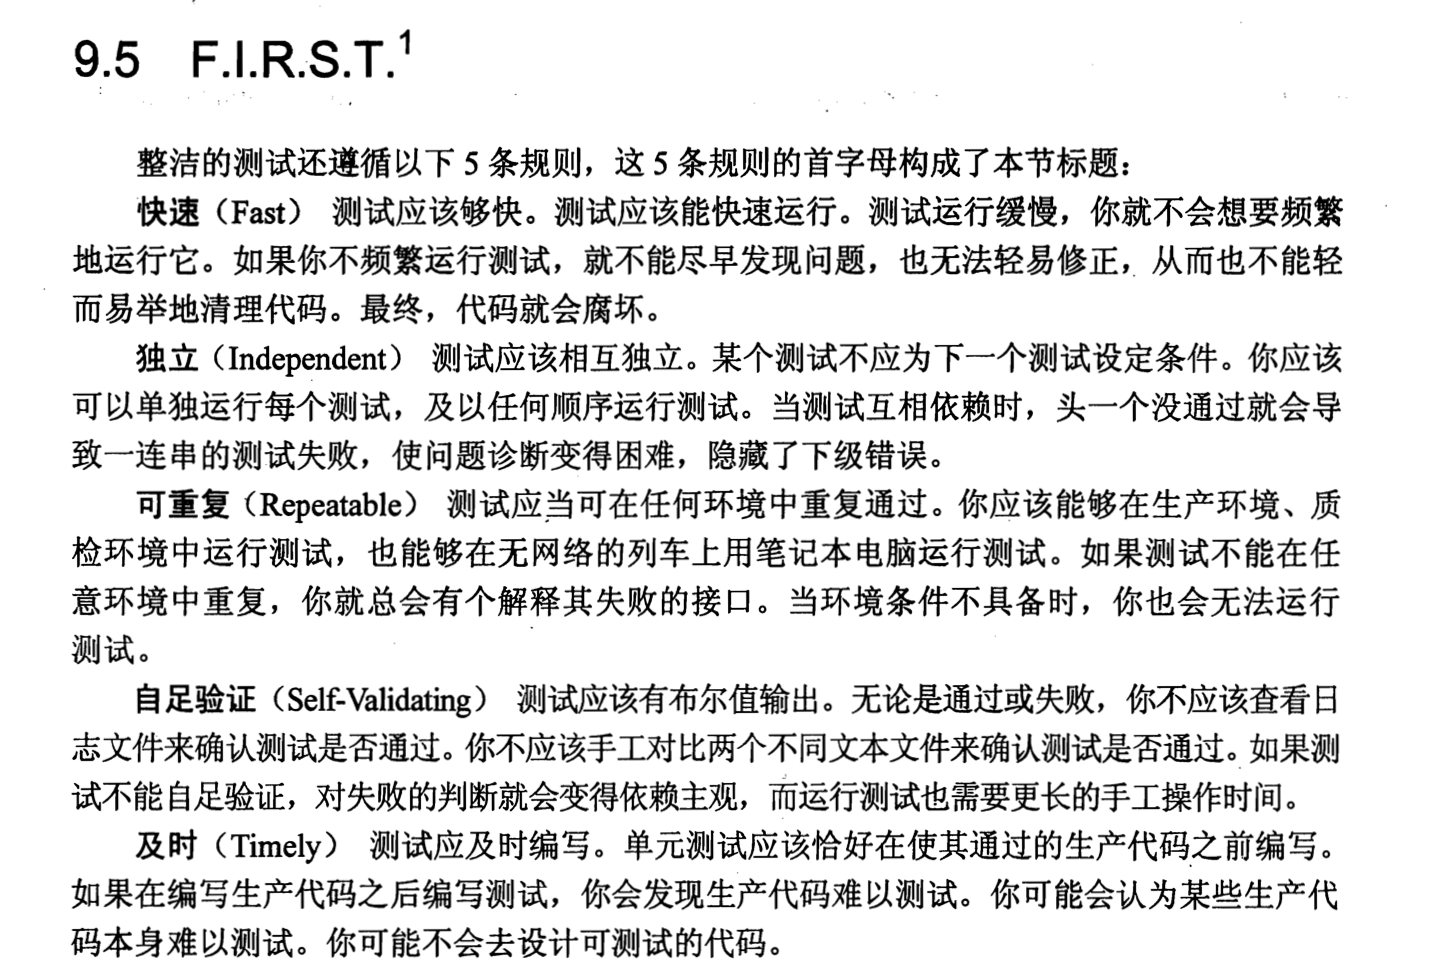 9.5 F.I.R.S.T.¹
整洁的测试还遵循以下 5 条规则，这 5 条规则的首字母构成了本节标题：
快速（Fast） 测试应该够快。测试应该能快速运行。测试运行缓慢，你就不会想要频繁
地运行它。如果你不频繁运行测试，就不能尽早发现问题，也无法轻易修正，从而也不能轻
而易举地清理代码。最终，代码就会腐坏。
独立（Independent） 测试应该相互独立。某个测试不应为下一个测试设定条件。你应该
可以单独运行每个测试，及以任何顺序运行测试。当测试互相依赖时，头一个没通过就会导
致一连串的测试失败，使问题诊断变得困难，隐藏了下级错误。
可重复（Repeatable） 测试应当可在任何环境中重复通过。你应该能够在生产环境、质
检环境中运行测试，也能够在无网络的列车上用笔记本电脑运行测试。如果测试不能在任
意环境中重复，你就总会有个解释其失败的接口。当环境条件不具备时，你也会无法运行
测试。
自足验证（Self-Validating） 测试应该有布尔值输出。无论是通过或失败，你不应该查看日
志文件来确认测试是否通过。你不应该手工对比两个不同文本文件来确认测试是否通过。如果测
试不能自足验证，对失败的判断就会变得依赖主观，而运行测试也需要更长的手工操作时间。
及时（Timely） 测试应及时编写。单元测试应该恰好在使其通过的生产代码之前编写。
如果在编写生产代码之后编写测试，你会发现生产代码难以测试。你可能会认为某些生产代
码本身难以测试。你可能不会去设计可测试的代码。